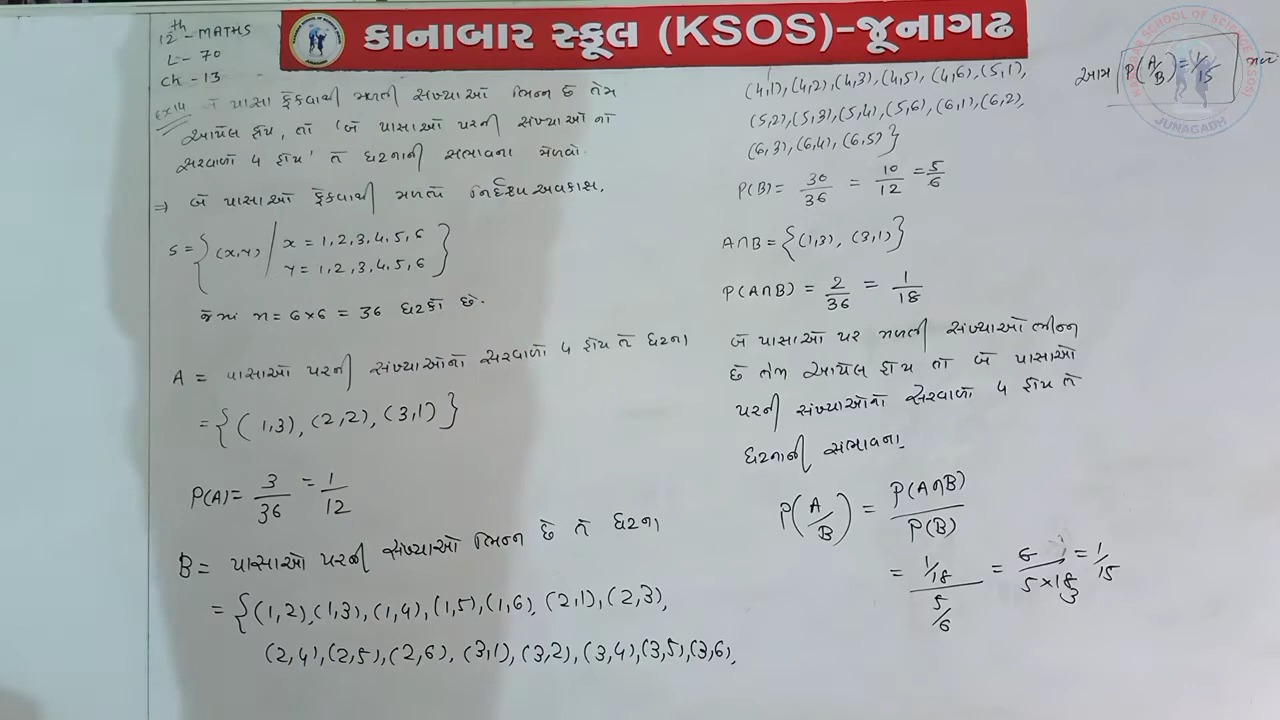 12th - MATHS
L - 70
Ch - 13
કાનાબાર સ્કૂલ (KSOS)-જૂનાગઢ
Ex 14 બે પાસા ફેંકવાથી મળતી સંખ્યાઓ ભિન્ન છે તેમ
આપેલ હોય, તો 'બે પાસાઓ પરની સંખ્યાઓ નો
સરવાળો 4 હોય' તે ઘટનાની સંભાવના મેળવો.
⇒ બે પાસાઓ ફેંકવાથી મળતો નિદર્શાવકાશ,
S = { (x,y) / x = 1,2,3,4,5,6
y = 1,2,3,4,5,6 }
જેમાં n = 6×6 = 36 ઘટકો છે.
A = પાસાઓ પરની સંખ્યાઓનો સરવાળો 4 હોય તે ઘટના
= { (1,3), (2,2), (3,1) }
P(A) = 3/36 = 1/12
B = પાસાઓ પરની સંખ્યાઓ ભિન્ન છે તે ઘટના
= { (1,2), (1,3), (1,4), (1,5), (1,6), (2,1), (2,3),
(2,4), (2,5), (2,6), (3,1), (3,2), (3,4), (3,5), (3,6),
(4,1), (4,2), (4,3), (4,5), (4,6), (5,1),
(5,2), (5,3), (5,4), (5,6), (6,1), (6,2),
(6,3), (6,4), (6,5) }
P(B) = 30/36 = 10/12 = 5/6
A∩B = { (1,3), (3,1) }
P(A∩B) = 2/36 = 1/18
બે પાસાઓ પર મળતી સંખ્યાઓ ભિન્ન
છે તેમ આપેલ હોય તો બે પાસાઓ
પરની સંખ્યાઓનો સરવાળો 4 હોય તે
ઘટનાની સંભાવના
P(A/B) = P(A∩B)/P(B)
= (1/18)/(5/6) = 6/(5×18) 3 = 1/15
આમ P(A/B) = 1/15 મળે
JUNAGADH